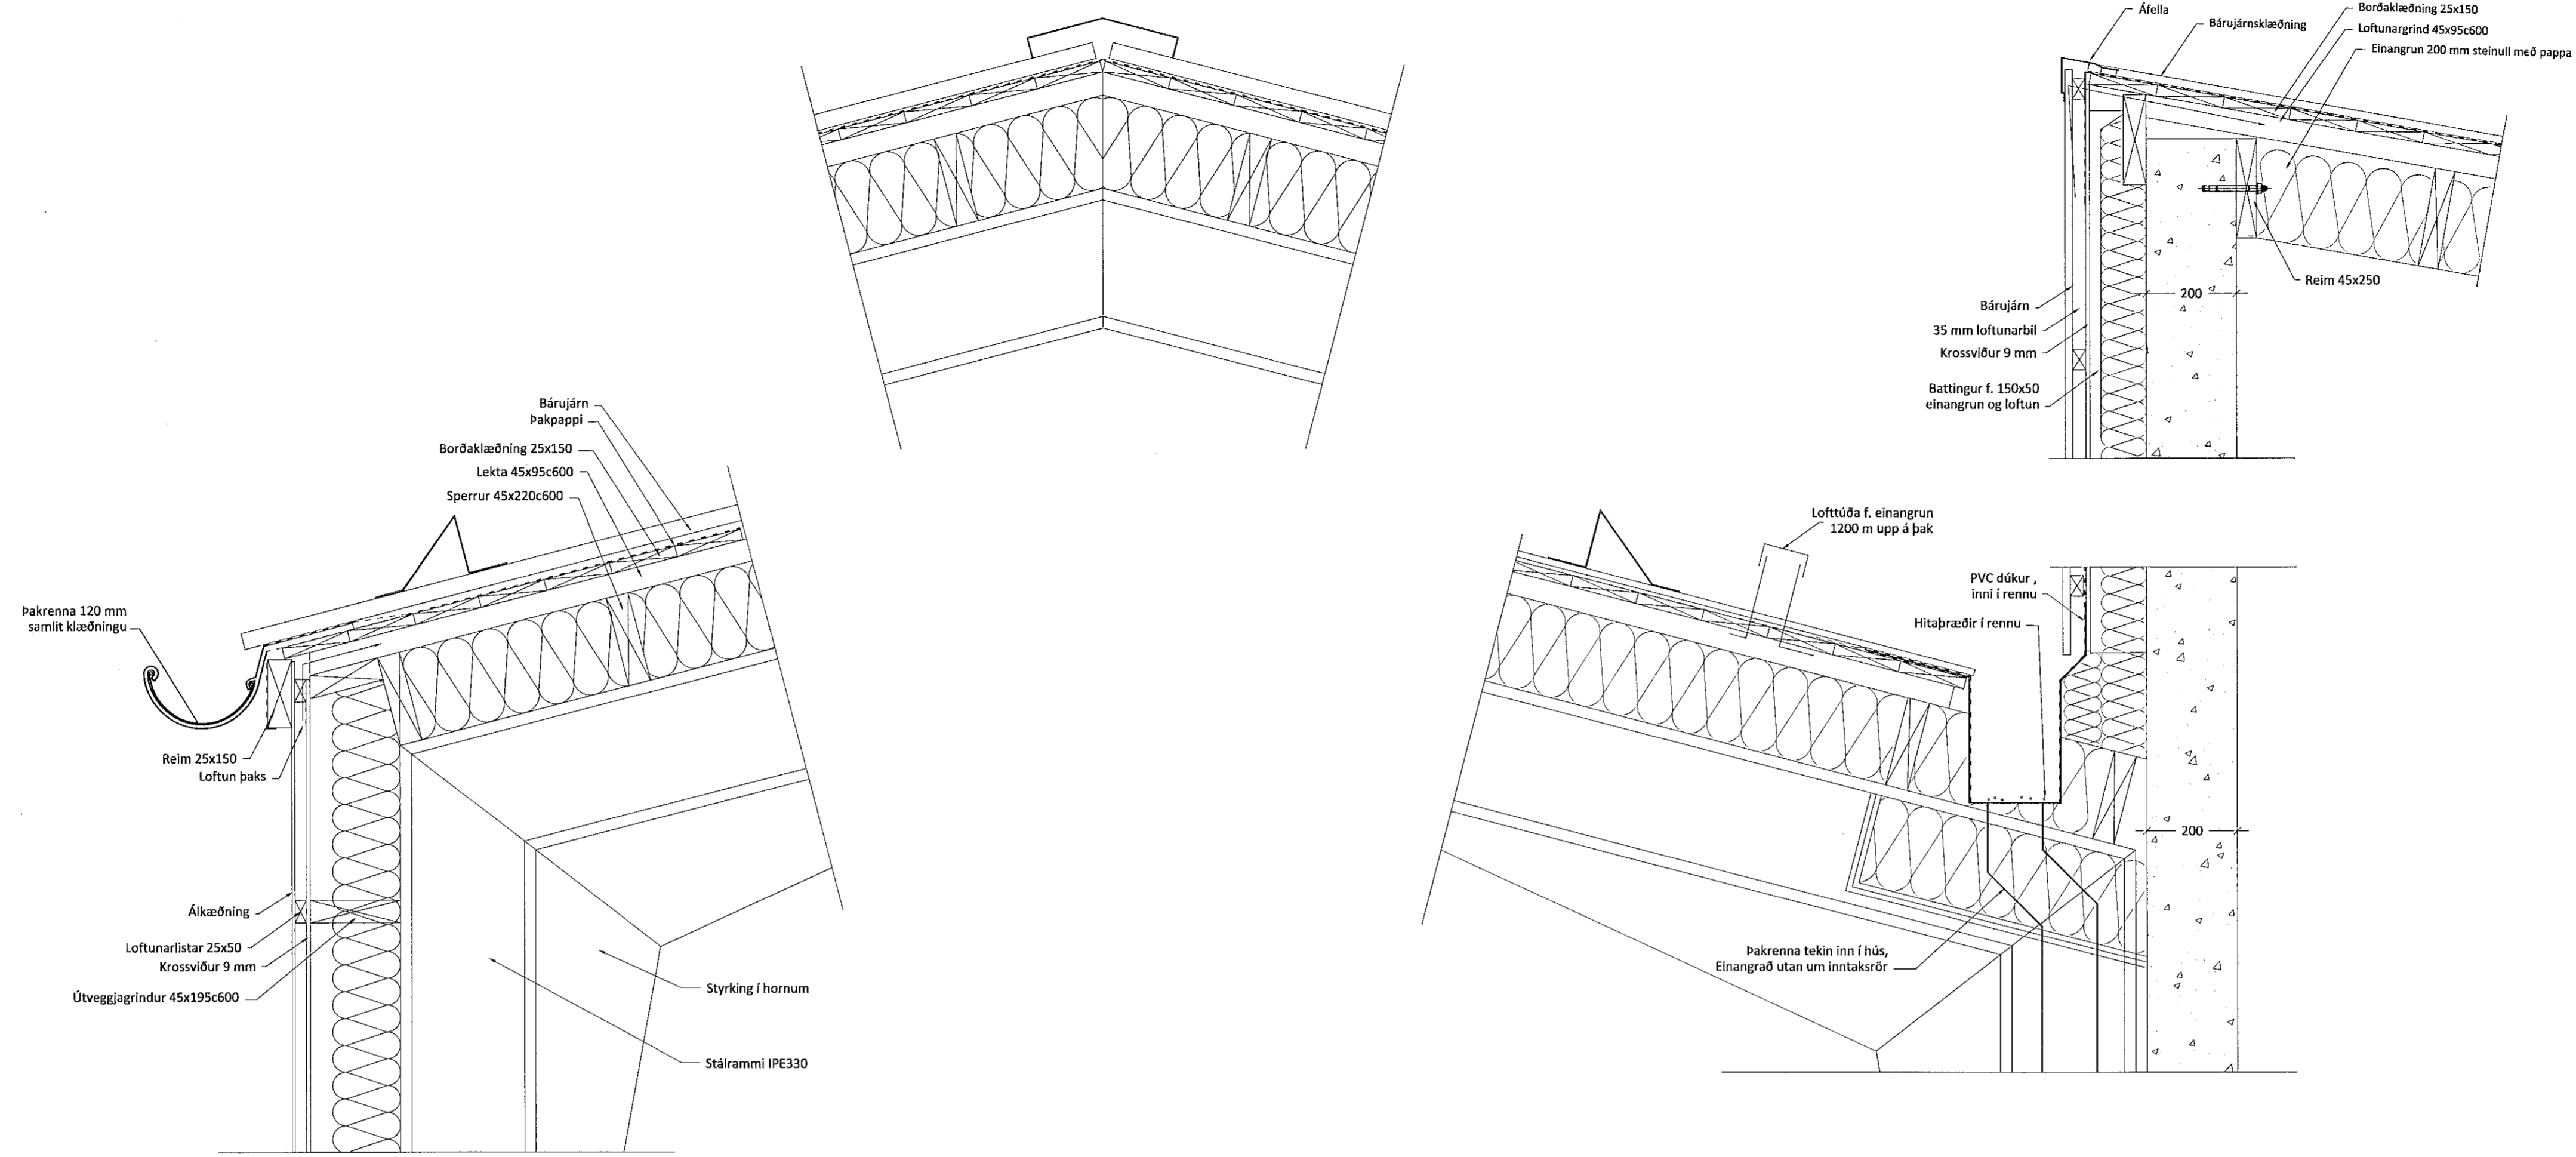 Áfella
Bárujárnsklæðning
Borðaklæðning 25x150
Loftunargrind 45x95c600
Einangrun 200 mm steinull með pappa
Reim 45x250
200
Bárujárn
35 mm loftunarbil
Krossviður 9 mm
Battingur f. 150x50
einangrun og loftun
Bárujárn
Þakpappi
Borðaklæðning 25x150
Lekta 45x95c600
Sperrur 45x220c600
Þakrenna 120 mm
samlit klæðningu
Reim 25x150
Loftun þaks
Álkæðning
Loftunarlistar 25x50
Krossviður 9 mm
Útveggjagrindur 45x195c600
Styrking í hornum
Stálrammi IPE330
Lofttúða f. einangrun
1200 m upp á þak
PVC dúkur ,
inni í rennu
Hitaþræðir í rennu
200
Þakrenna tekin inn í hús,
Einangrað utan um inntaksrör